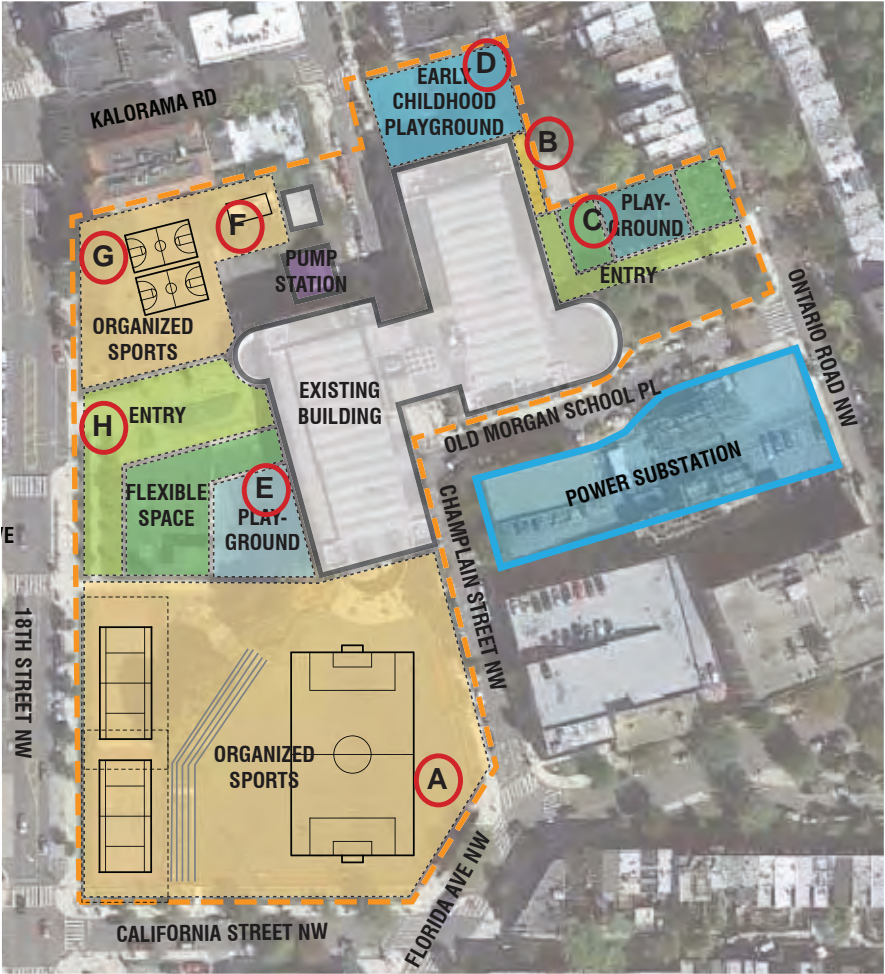 KALORAMA RD
D
EARLY
CHILDHOOD
PLAYGROUND
B
C
PLAY-
GROUND
ENTRY
F
G
PUMP
STATION
ORGANIZED
SPORTS
ONTARIO ROAD NW
EXISTING
BUILDING
H
ENTRY
OLD MORGAN SCHOOL PL
POWER SUBSTATION
FLEXIBLE
SPACE
E
PLAY-
GROUND
VE
CHAMPLAIN STREET NW
18TH STREET NW
ORGANIZED
SPORTS
A
FLORIDA AVE NW
CALIFORNIA STREET NW